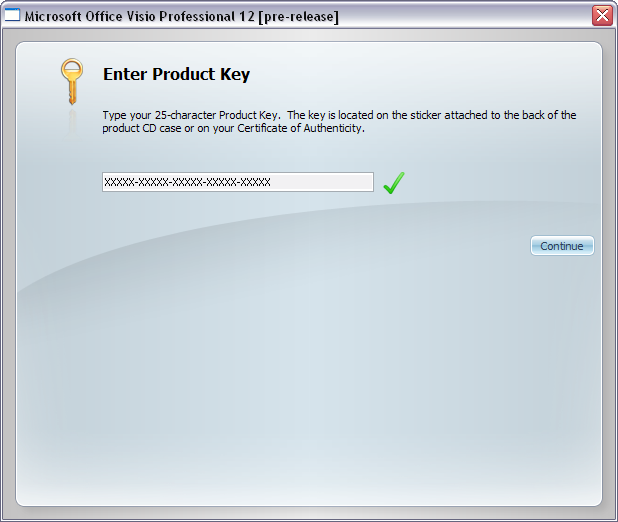 Microsoft Office Visio Professional 12 [pre-release]
Enter Product Key
Type your 25-character Product Key.  The key is located on the sticker attached to the back of the
product CD case or on your Certificate of Authenticity.
XXXXX-XXXXX-XXXXX-XXXXX-XXXXX
Continue